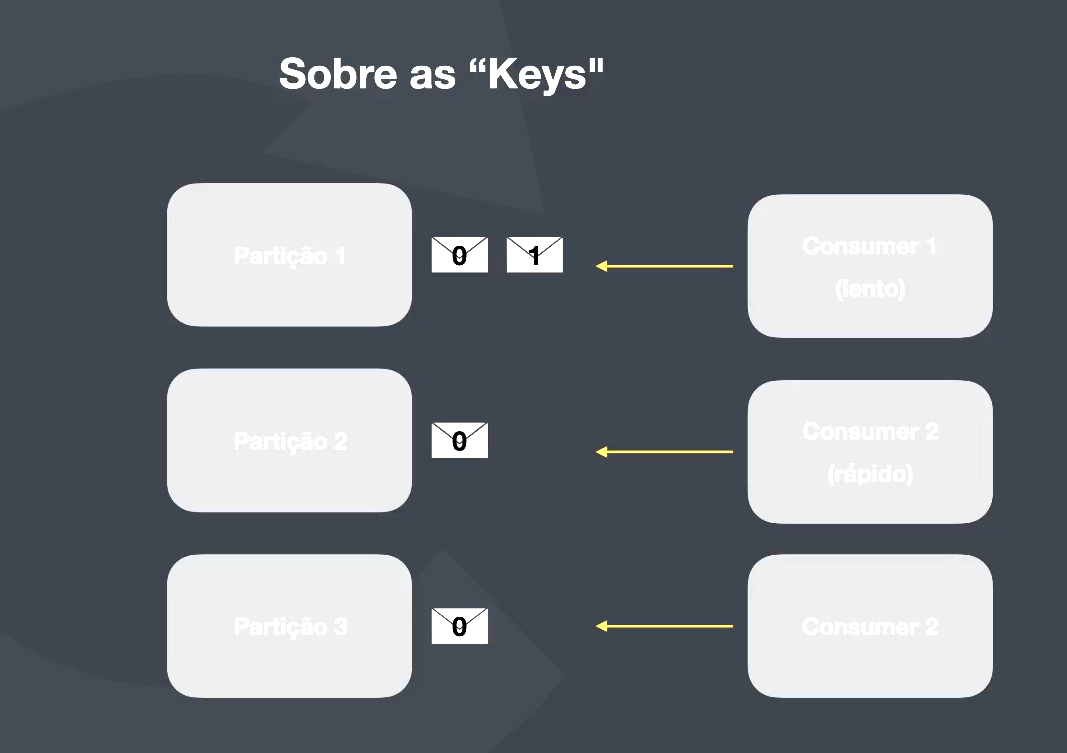 Sobre as “Keys"
Partição 1
0
1
Consumer 1
(lento)
Partição 2
0
Consumer 2
(rápido)
Partição 3
0
Consumer 2